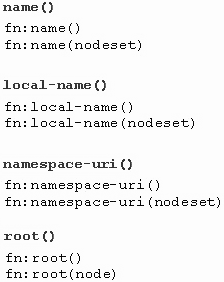 name()
fn:name()
fn:name(nodeset)
local-name()
fn:local-name()
fn:local-name(nodeset)
namespace-uri()
fn:namespace-uri()
fn:namespace-uri(nodeset)
root()
fn:root()
fn:root(node)